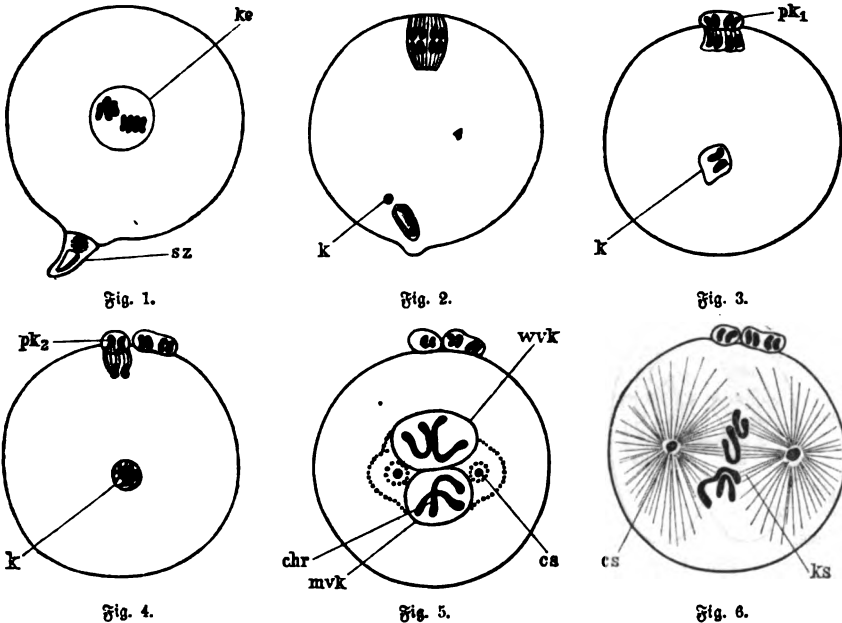 ke
sz
Fig. 1.
k
Fig. 2.
pk₁
k
Fig. 3.
pk₂
k
Fig. 4.
wvk
chr
mvk
cs
Fig. 5.
cs
ks
Fig. 6.